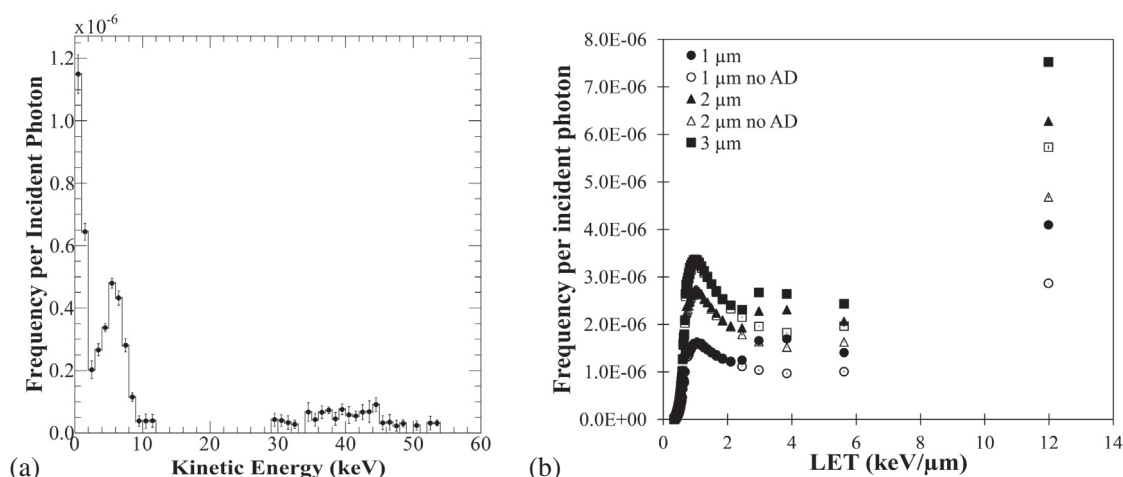 x10⁻⁶
1.2
1.0
0.8
0.6
0.4
0.2
0.0
0 10 20 30 40 50 60
Frequency per Incident Photon
Kinetic Energy (keV)
(a)
8.0E-06
7.0E-06
6.0E-06
5.0E-06
4.0E-06
3.0E-06
2.0E-06
1.0E-06
0.0E+00
0 2 4 6 8 10 12 14
1 µm
1 µm no AD
2 µm
2 µm no AD
3 µm
Frequency per incident photon
LET (keV/µm)
(b)